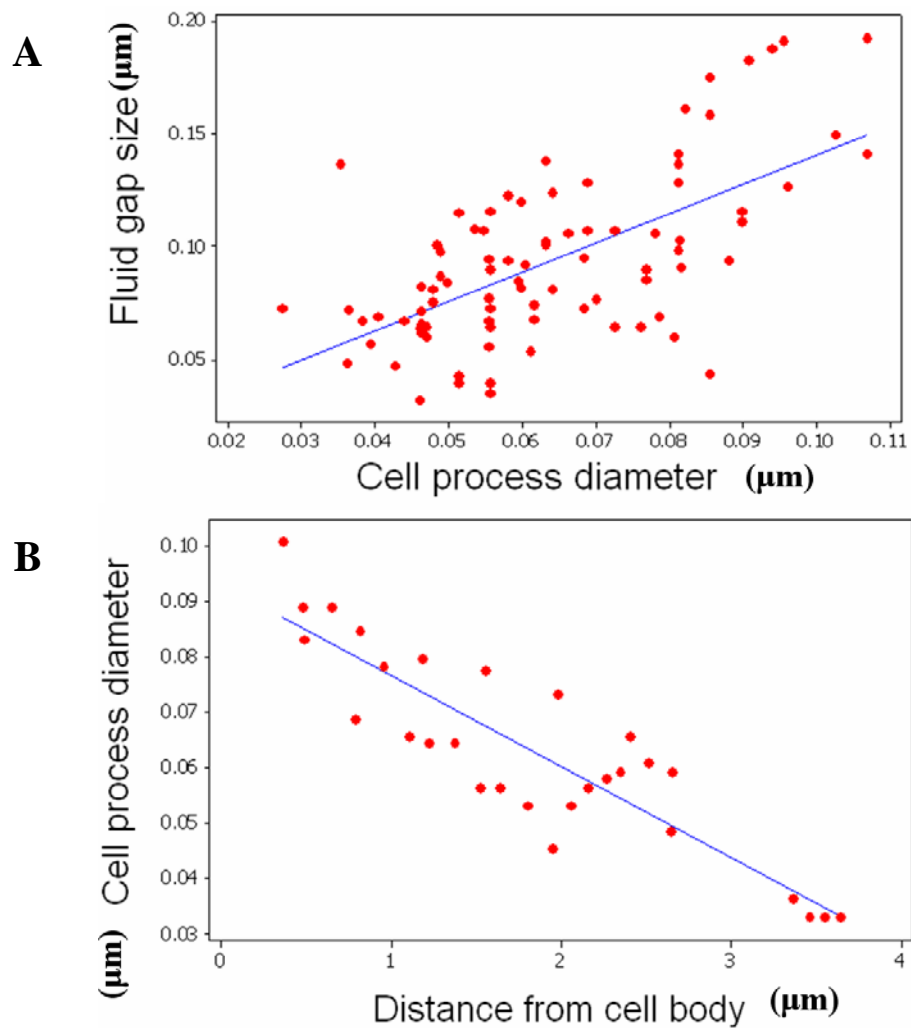 A
Fluid gap size (μm)
0.20
0.15
0.10
0.05
0.02 0.03 0.04 0.05 0.06 0.07 0.08 0.09 0.10 0.11
Cell process diameter (μm)
B
Cell process diameter (μm)
0.10
0.09
0.08
0.07
0.06
0.05
0.04
0.03
0 1 2 3 4
Distance from cell body (μm)